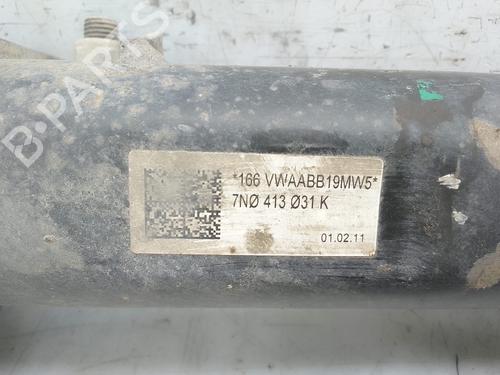 B-PARTS
*166 VWAABB19MW5*
7NØ 413 Ø31 K
01.02.11